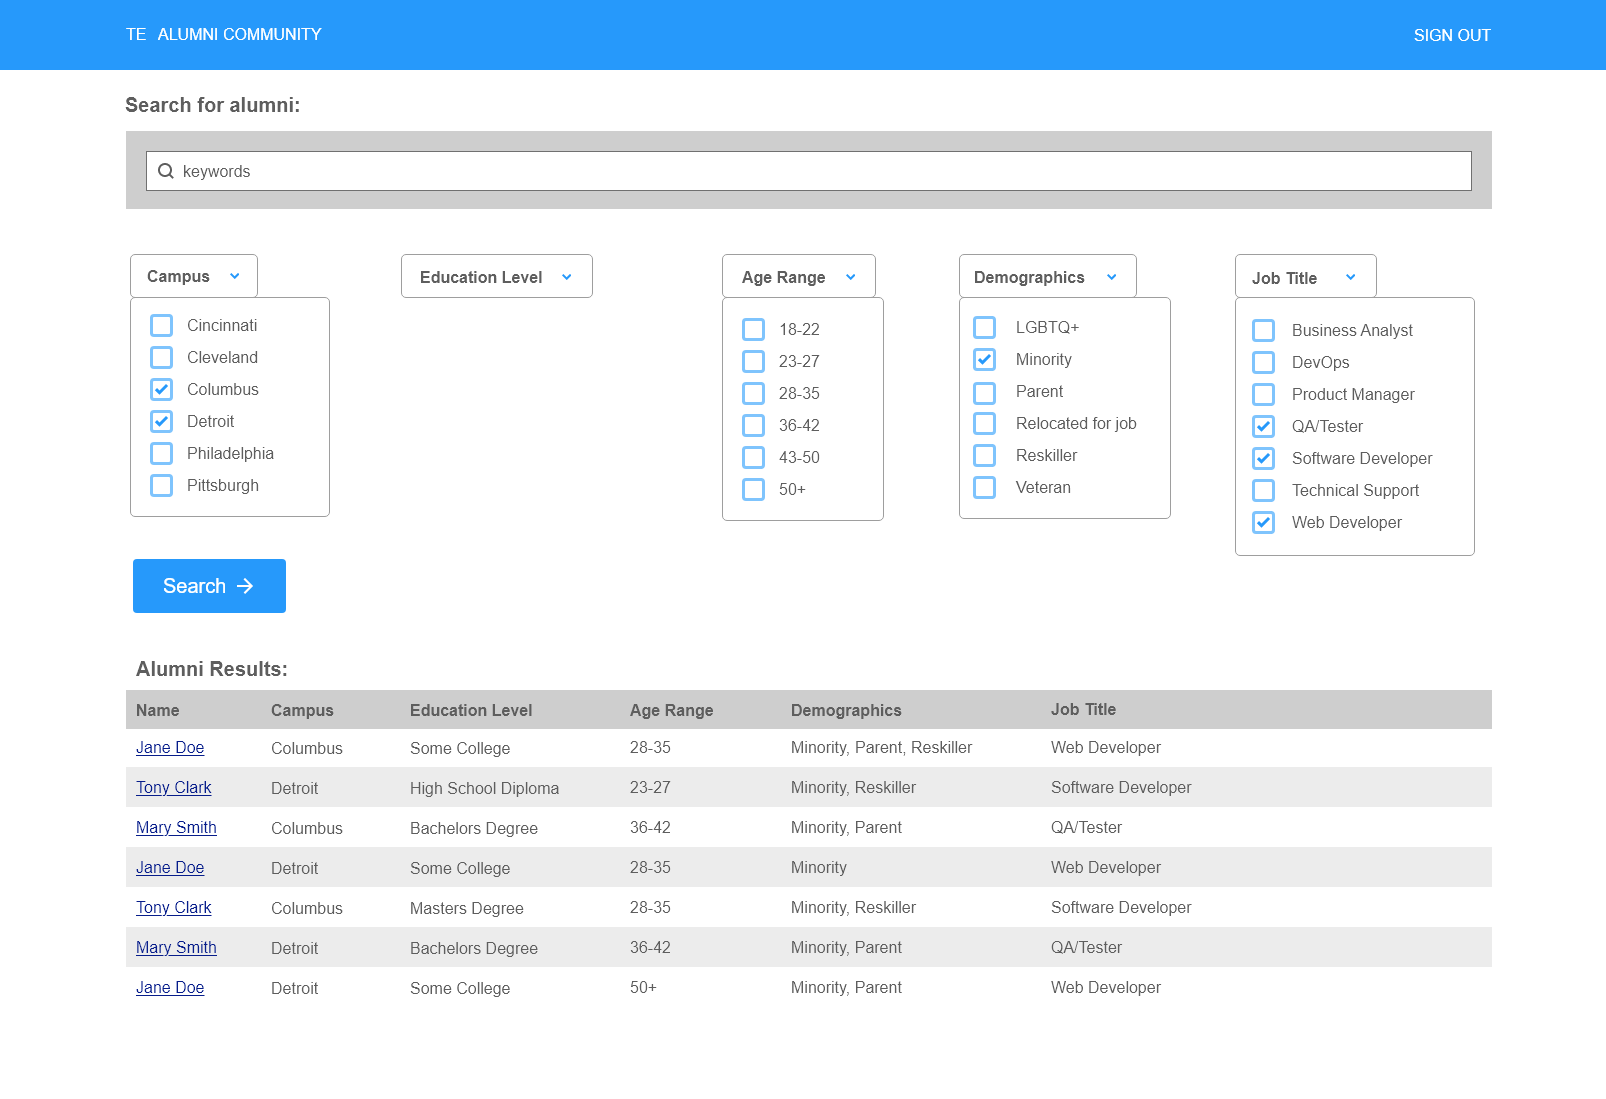 TE ALUMNI COMMUNITY
SIGN OUT
Search for alumni:
keywords
Campus
Cincinnati
Cleveland
Columbus
Detroit
Philadelphia
Pittsburgh
Education Level
Age Range
18-22
23-27
28-35
36-42
43-50
50+
Demographics
LGBTQ+
Minority
Parent
Relocated for job
Reskiller
Veteran
Job Title
Business Analyst
DevOps
Product Manager
QA/Tester
Software Developer
Technical Support
Web Developer
Search
Alumni Results:
Name Campus Education Level Age Range Demographics Job Title
Jane Doe Columbus Some College 28-35 Minority, Parent, Reskiller Web Developer
Tony Clark Detroit High School Diploma 23-27 Minority, Reskiller Software Developer
Mary Smith Columbus Bachelors Degree 36-42 Minority, Parent QA/Tester
Jane Doe Detroit Some College 28-35 Minority Web Developer
Tony Clark Columbus Masters Degree 28-35 Minority, Reskiller Software Developer
Mary Smith Detroit Bachelors Degree 36-42 Minority, Parent QA/Tester
Jane Doe Detroit Some College 50+ Minority, Parent Web Developer